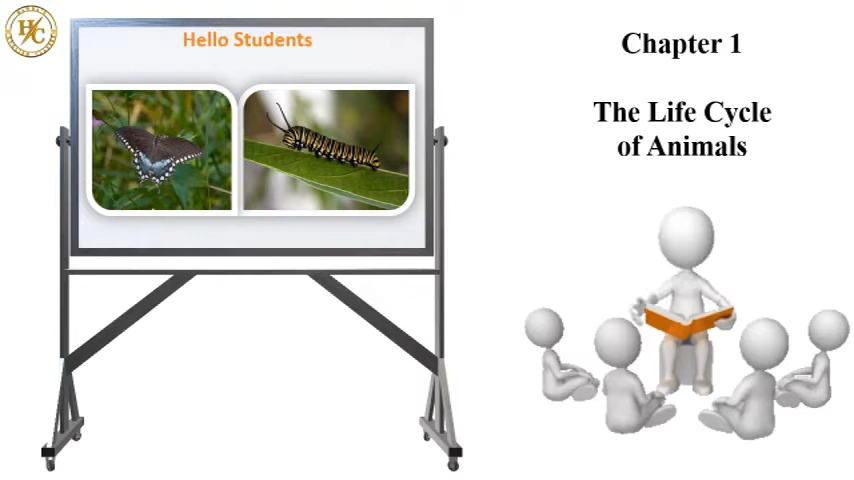 H/C
Hello Students
Chapter 1
The Life Cycle
of Animals